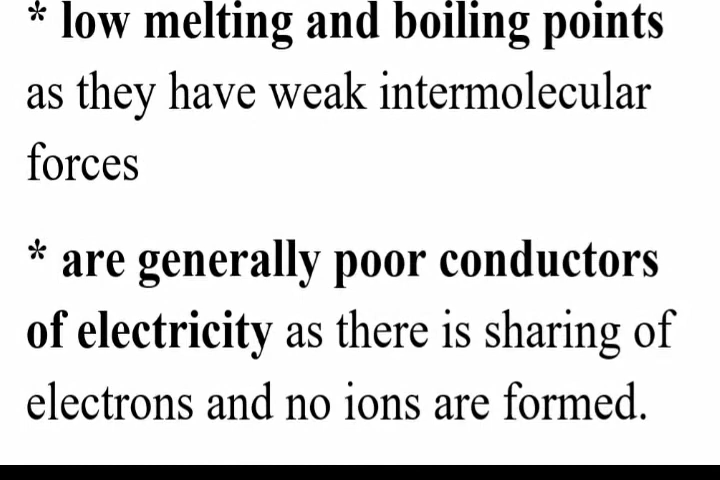 * low melting and boiling points
as they have weak intermolecular
forces
* are generally poor conductors
of electricity as there is sharing of
electrons and no ions are formed.